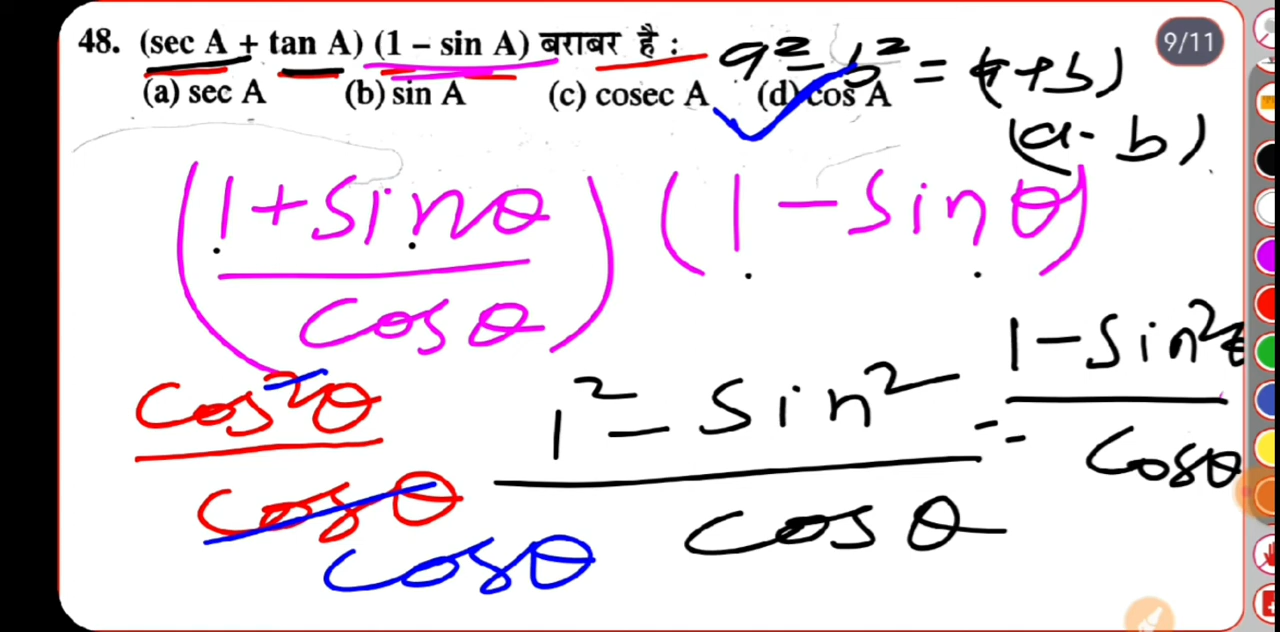 48. (sec A + tan A) (1 – sin A) बराबर है :
9/11
(a) sec A (b) sin A (c) cosec A (d) cos A
a² - b² = (a+b)
(a-b)
(1+sinθ
cosθ) (1-sinθ)
cos²θ
cosθ
cosθ
1² - sin²
cosθ
= 1-sin²
cosθ